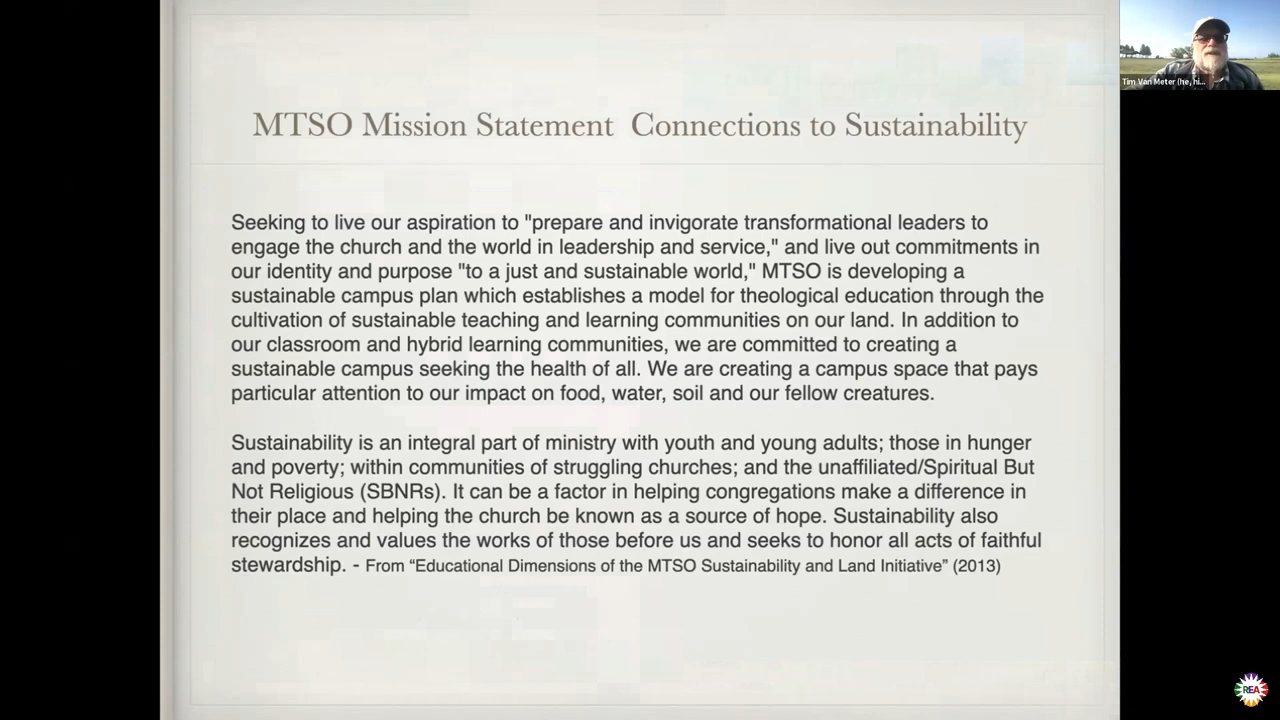 MTSO Mission Statement Connections to Sustainability
Tim Van Meter (he, hi...
Seeking to live our aspiration to "prepare and invigorate transformational leaders to
engage the church and the world in leadership and service," and live out commitments in
our identity and purpose "to a just and sustainable world," MTSO is developing a
sustainable campus plan which establishes a model for theological education through the
cultivation of sustainable teaching and learning communities on our land. In addition to
our classroom and hybrid learning communities, we are committed to creating a
sustainable campus seeking the health of all. We are creating a campus space that pays
particular attention to our impact on food, water, soil and our fellow creatures.
Sustainability is an integral part of ministry with youth and young adults; those in hunger
and poverty; within communities of struggling churches; and the unaffiliated/Spiritual But
Not Religious (SBNRs). It can be a factor in helping congregations make a difference in
their place and helping the church be known as a source of hope. Sustainability also
recognizes and values the works of those before us and seeks to honor all acts of faithful
stewardship. - From “Educational Dimensions of the MTSO Sustainability and Land Initiative” (2013)
REA